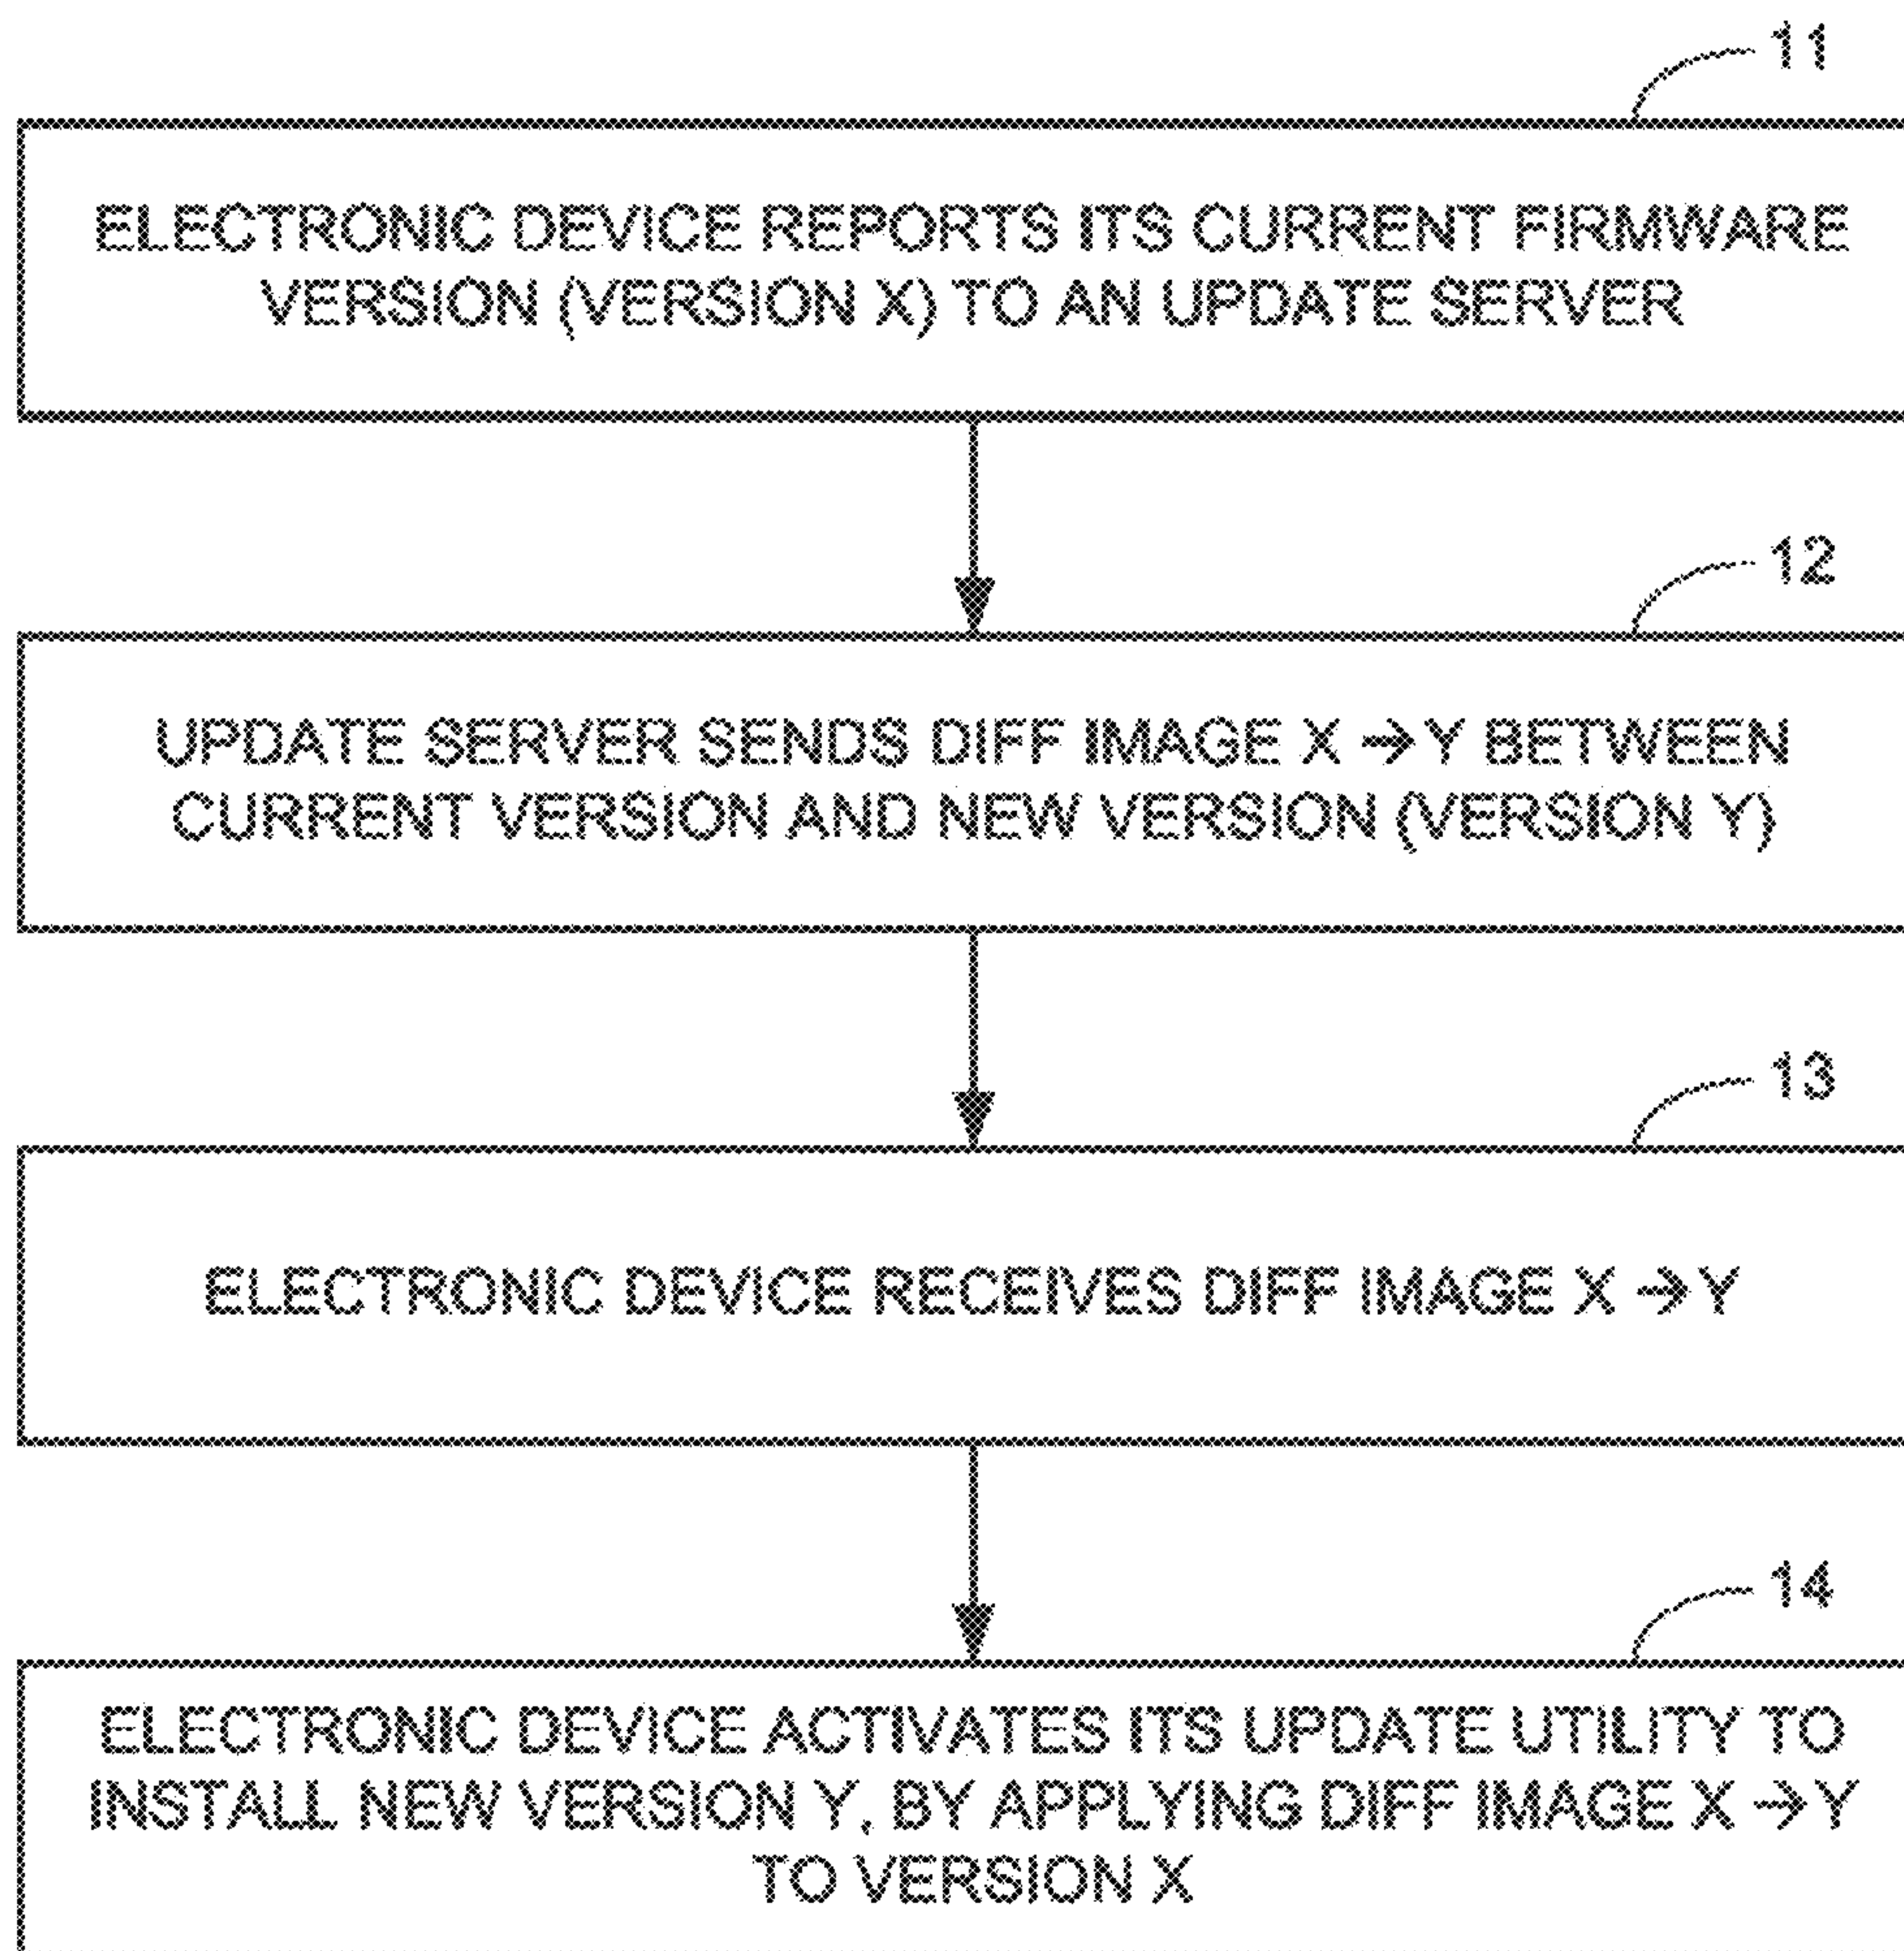 11
ELECTRONIC DEVICE REPORTS ITS CURRENT FIRMWARE
VERSION (VERSION X) TO AN UPDATE SERVER
12
UPDATE SERVER SENDS DIFF IMAGE X → Y BETWEEN
CURRENT VERSION AND NEW VERSION (VERSION Y)
13
ELECTRONIC DEVICE RECEIVES DIFF IMAGE X → Y
14
ELECTRONIC DEVICE ACTIVATES ITS UPDATE UTILITY TO
INSTALL NEW VERSION Y, BY APPLYING DIFF IMAGE X → Y
TO VERSION X